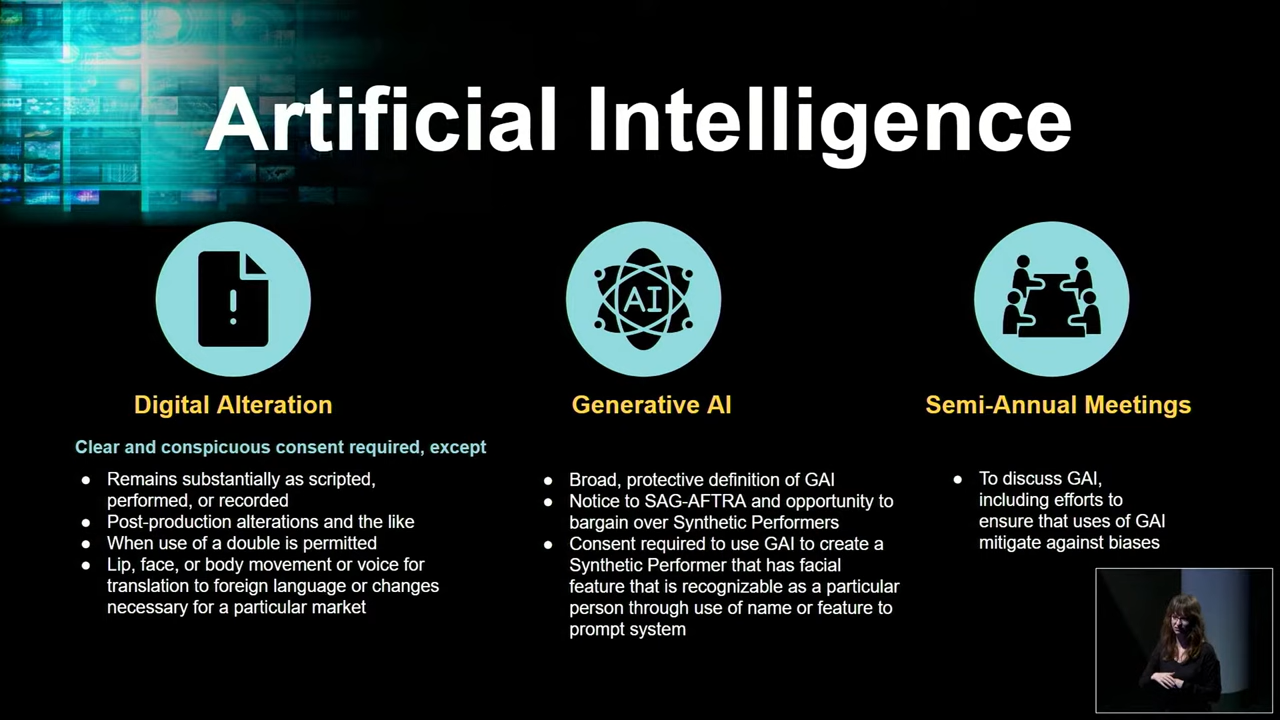 Artificial Intelligence
AI
Digital Alteration
Clear and conspicuous consent required, except
● Remains substantially as scripted,
performed, or recorded
● Post-production alterations and the like
● When use of a double is permitted
● Lip, face, or body movement or voice for
translation to foreign language or changes
necessary for a particular market
Generative AI
● Broad, protective definition of GAI
● Notice to SAG-AFTRA and opportunity to
bargain over Synthetic Performers
● Consent required to use GAI to create a
Synthetic Performer that has facial
feature that is recognizable as a particular
person through use of name or feature to
prompt system
Semi-Annual Meetings
● To discuss GAI,
including efforts to
ensure that uses of GAI
mitigate against biases